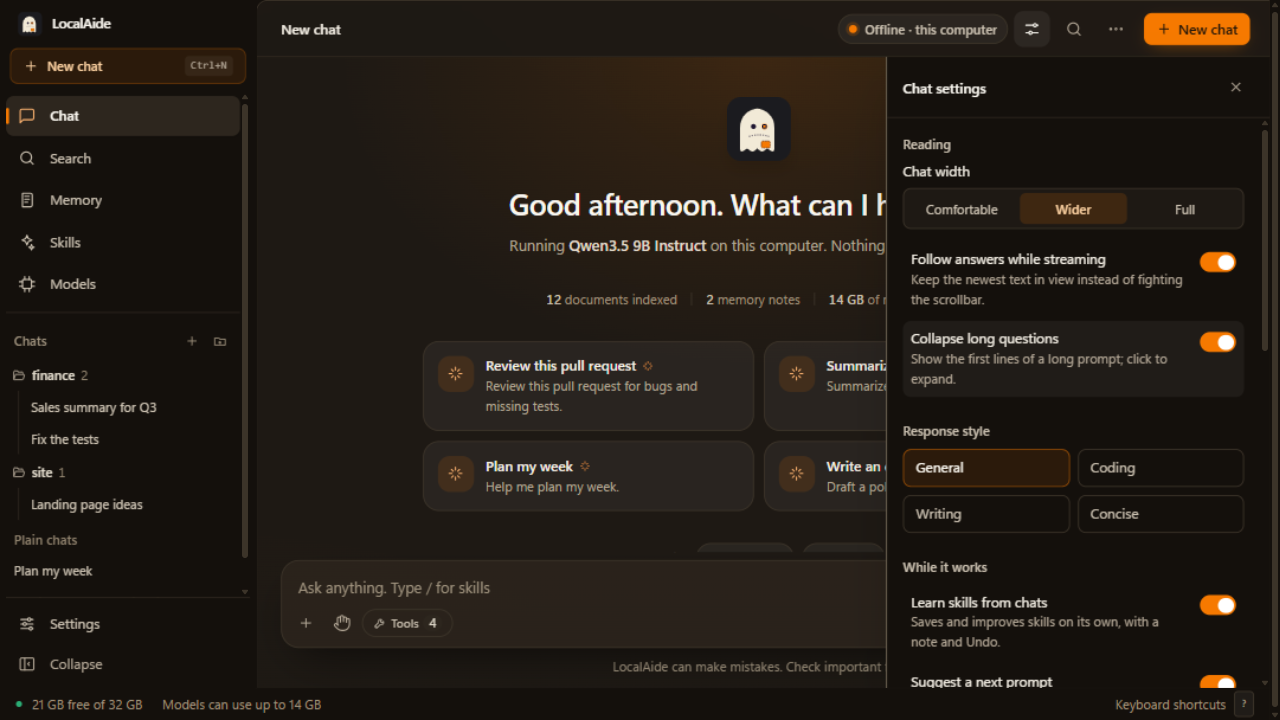 LocalAide
New chat
Ctrl+N
Chat
Search
Memory
Skills
Models
Chats
finance 2
Sales summary for Q3
Fix the tests
site 1
Landing page ideas
Plain chats
Plan my week
Settings
Collapse
New chat
Offline · this computer
New chat
Good afternoon. What can I
Running Qwen3.5 9B Instruct on this computer. Nothing
12 documents indexed
2 memory notes
14 GB of
Review this pull request
Review this pull request for bugs and
missing tests.
Plan my week
Help me plan my week.
Write an
Draft a
Ask anything. Type / for skills
Tools 4
LocalAide can make mistakes. Check important
Chat settings
Reading
Chat width
Comfortable
Wider
Full
Follow answers while streaming
Keep the newest text in view instead of fighting
the scrollbar.
Collapse long questions
Show the first lines of a long prompt; click to
expand.
Response style
General
Coding
Writing
Concise
While it works
Learn skills from chats
Saves and improves skills on its own, with a
note and Undo.
Suggest a next prompt
21 GB free of 32 GB
Models can use up to 14 GB
Keyboard shortcuts ?